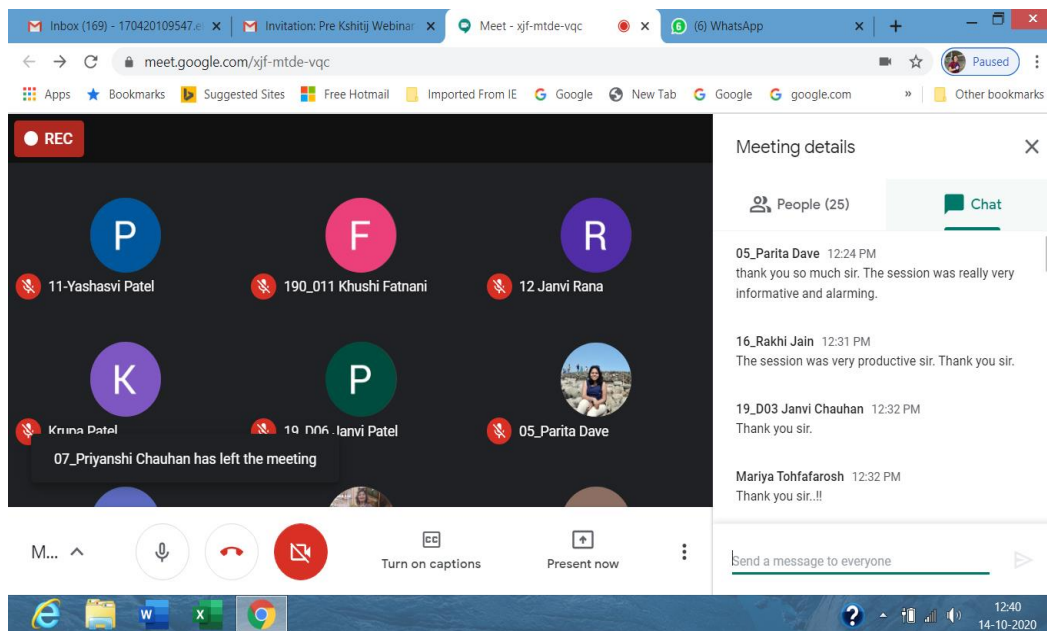 Inbox (169) - 170420109547.e
Invitation: Pre Kshitij Webinar
Meet - xjf-mtde-vqc
(6) WhatsApp
meet.google.com/xjf-mtde-vqc
Paused
Apps
Bookmarks
Suggested Sites
Free Hotmail
Imported From IE
Google
New Tab
Google
google.com
»
Other bookmarks
REC
P
F
R
11-Yashasvi Patel
190_011 Khushi Fatnani
12 Janvi Rana
K
P
Krupa Patel
19_D06 Janvi Patel
05_Parita Dave
07_Priyanshi Chauhan has left the meeting
M...
Turn on captions
Present now
Meeting details
People (25)
Chat
05_Parita Dave 12:24 PM
thank you so much sir. The session was really very
informative and alarming.
16_Rakhi Jain 12:31 PM
The session was very productive sir. Thank you sir.
19_D03 Janvi Chauhan 12:32 PM
Thank you sir.
Mariya Tohfafarosh 12:32 PM
Thank you sir..!!
Send a message to everyone
12:40
14-10-2020